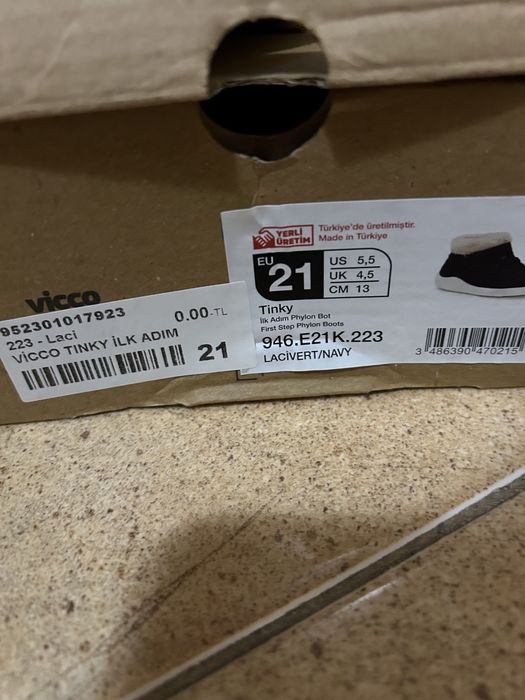 vicco
952301017923 0.00-TL
223 - Laci
VİCCO TINKY İLK ADIM
21
YERLİ ÜRETİM
Türkiye'de üretilmiştir.
Made in Türkiye
EU 21
US 5,5
UK 4,5
CM 13
Tinky
İlk Adım Phylon Bot
First Step Phylon Boots
946.E21K.223
LACİVERT/NAVY
3 486390 470215